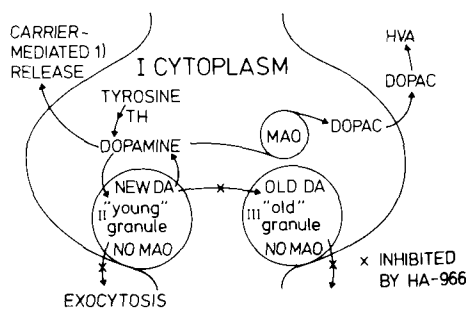 CARRIER-
MEDIATED 1)
RELEASE
I CYTOPLASM
HVA
DOPAC
TYROSINE
TH
DOPAMINE
MAO
DOPAC
NEW DA
II "young"
granule
NO MAO
OLD DA
III "old"
granule
NO MAO
EXOCYTOSIS
x INHIBITED
BY HA-966